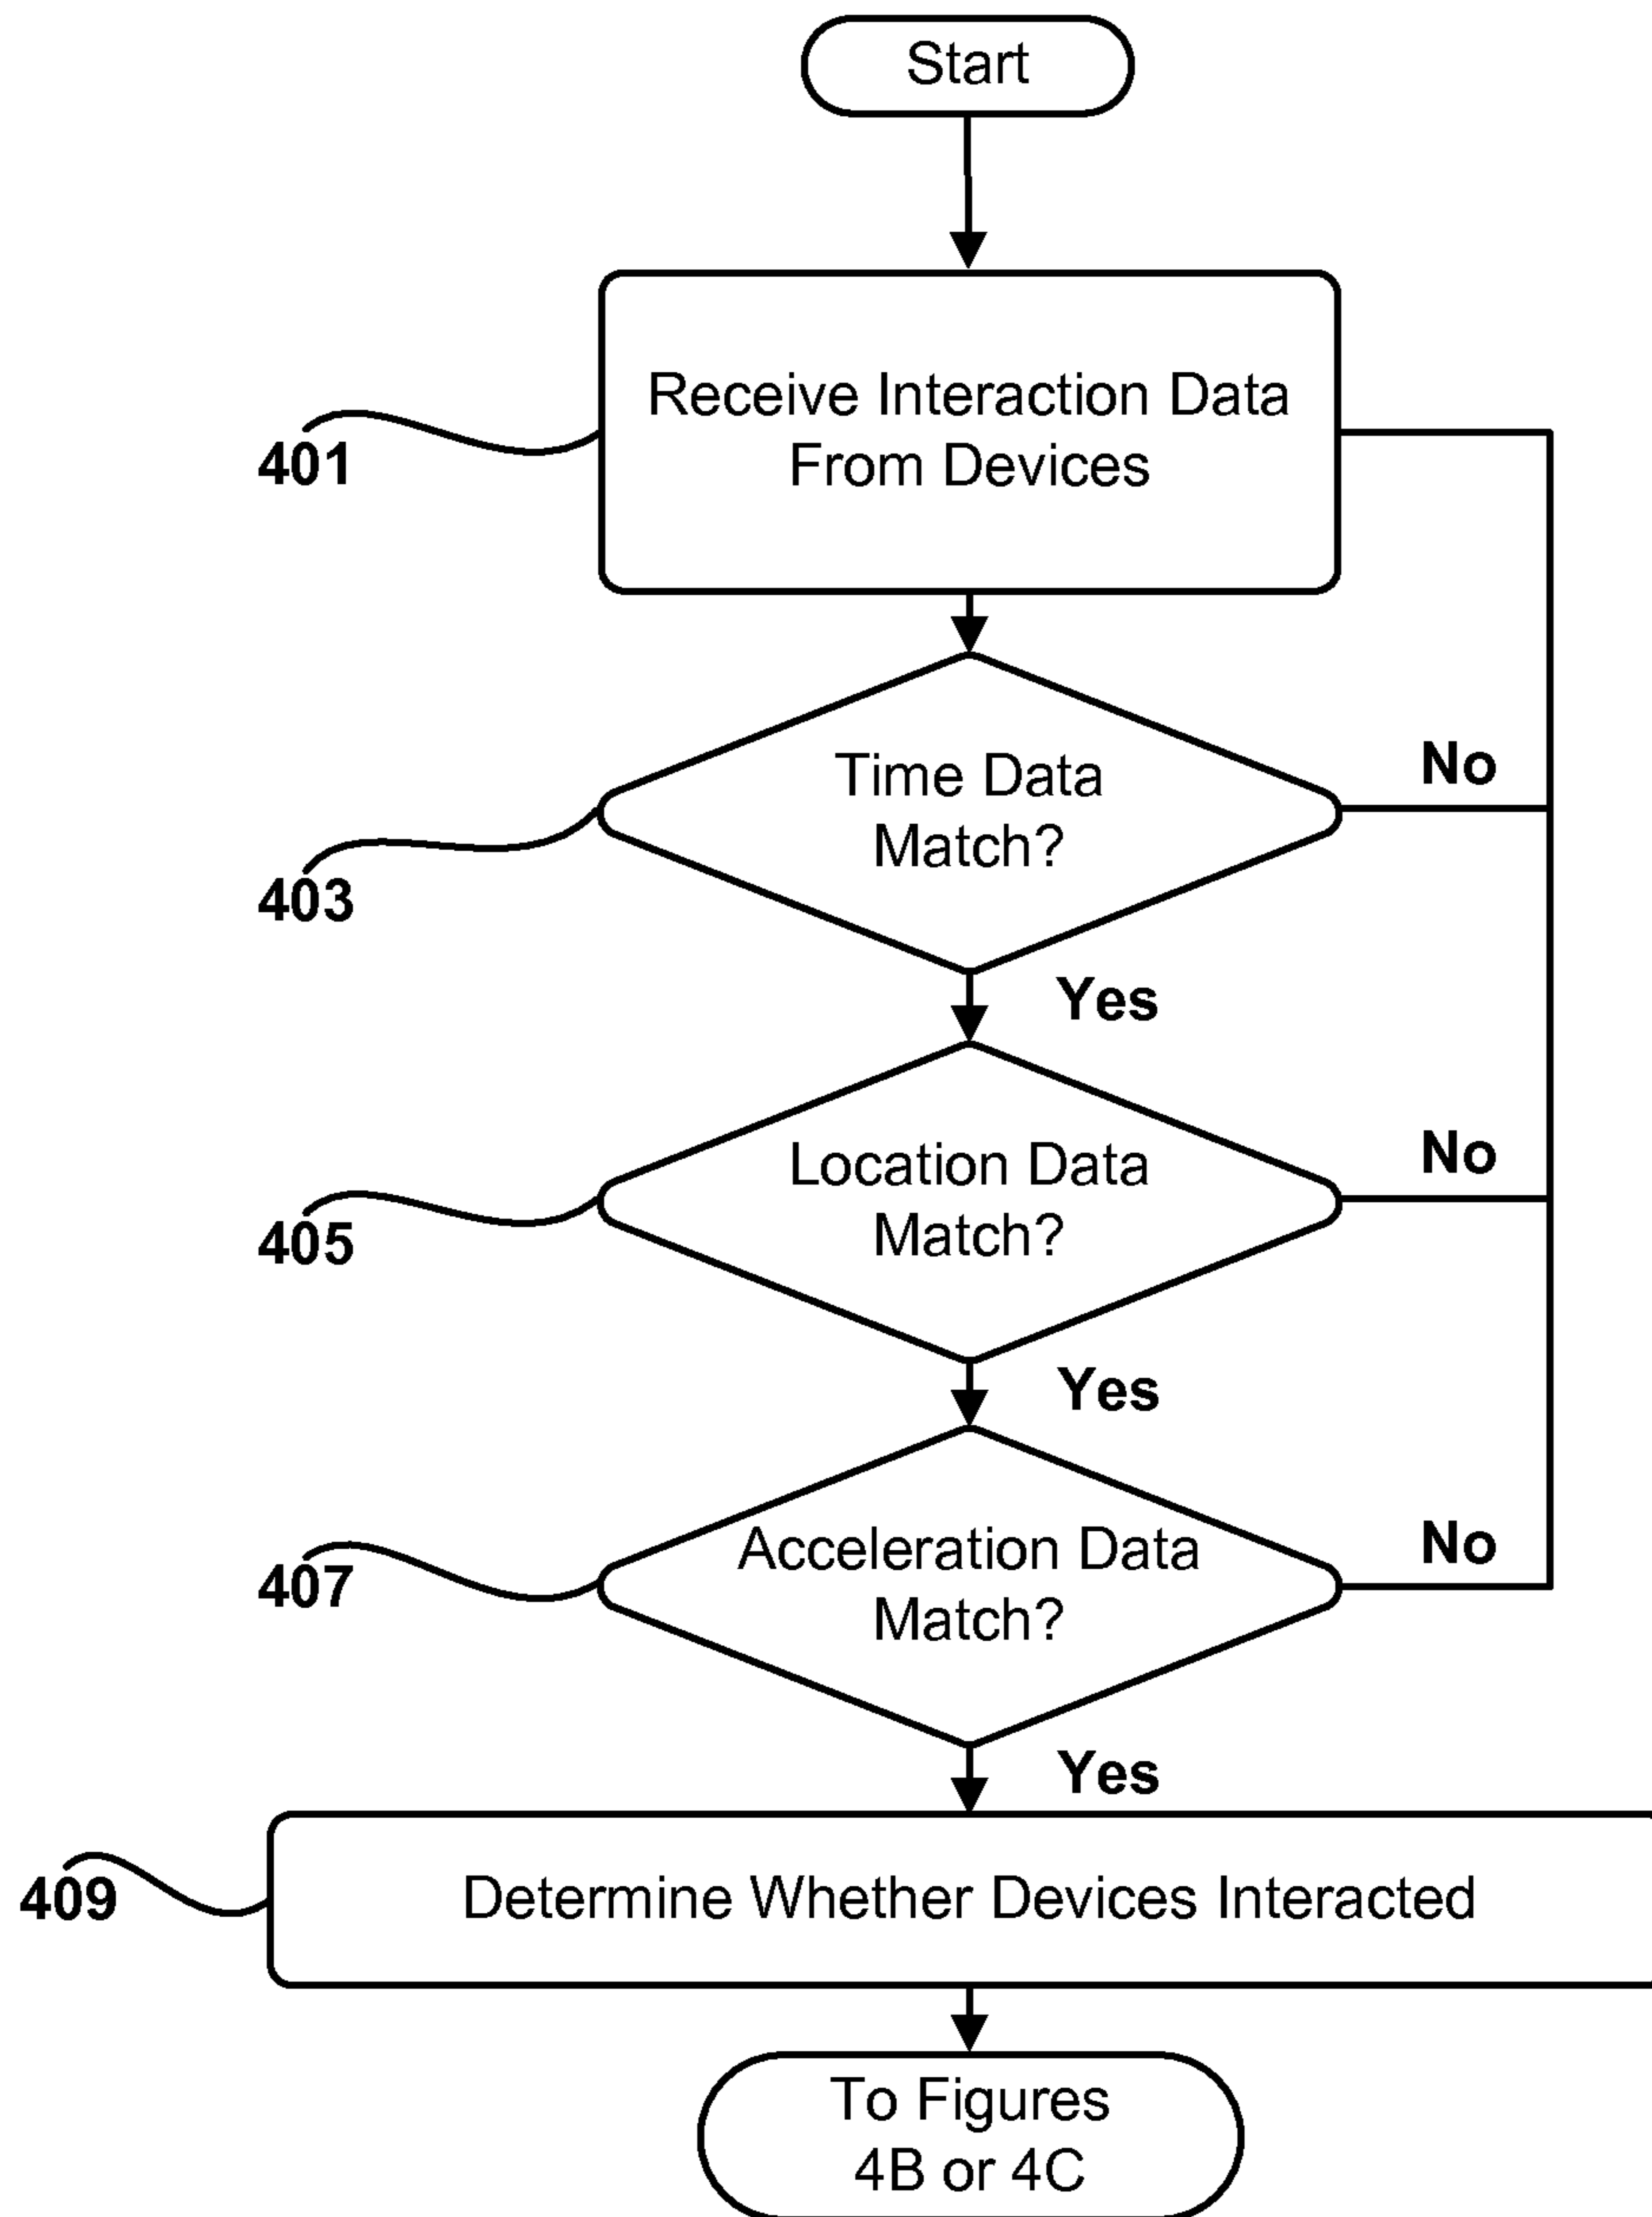 Start
Receive Interaction Data
From Devices
401
Time Data
Match?
No
403
Yes
Location Data
Match?
No
405
Yes
Acceleration Data
Match?
No
407
Yes
Determine Whether Devices Interacted
409
To Figures
4B or 4C